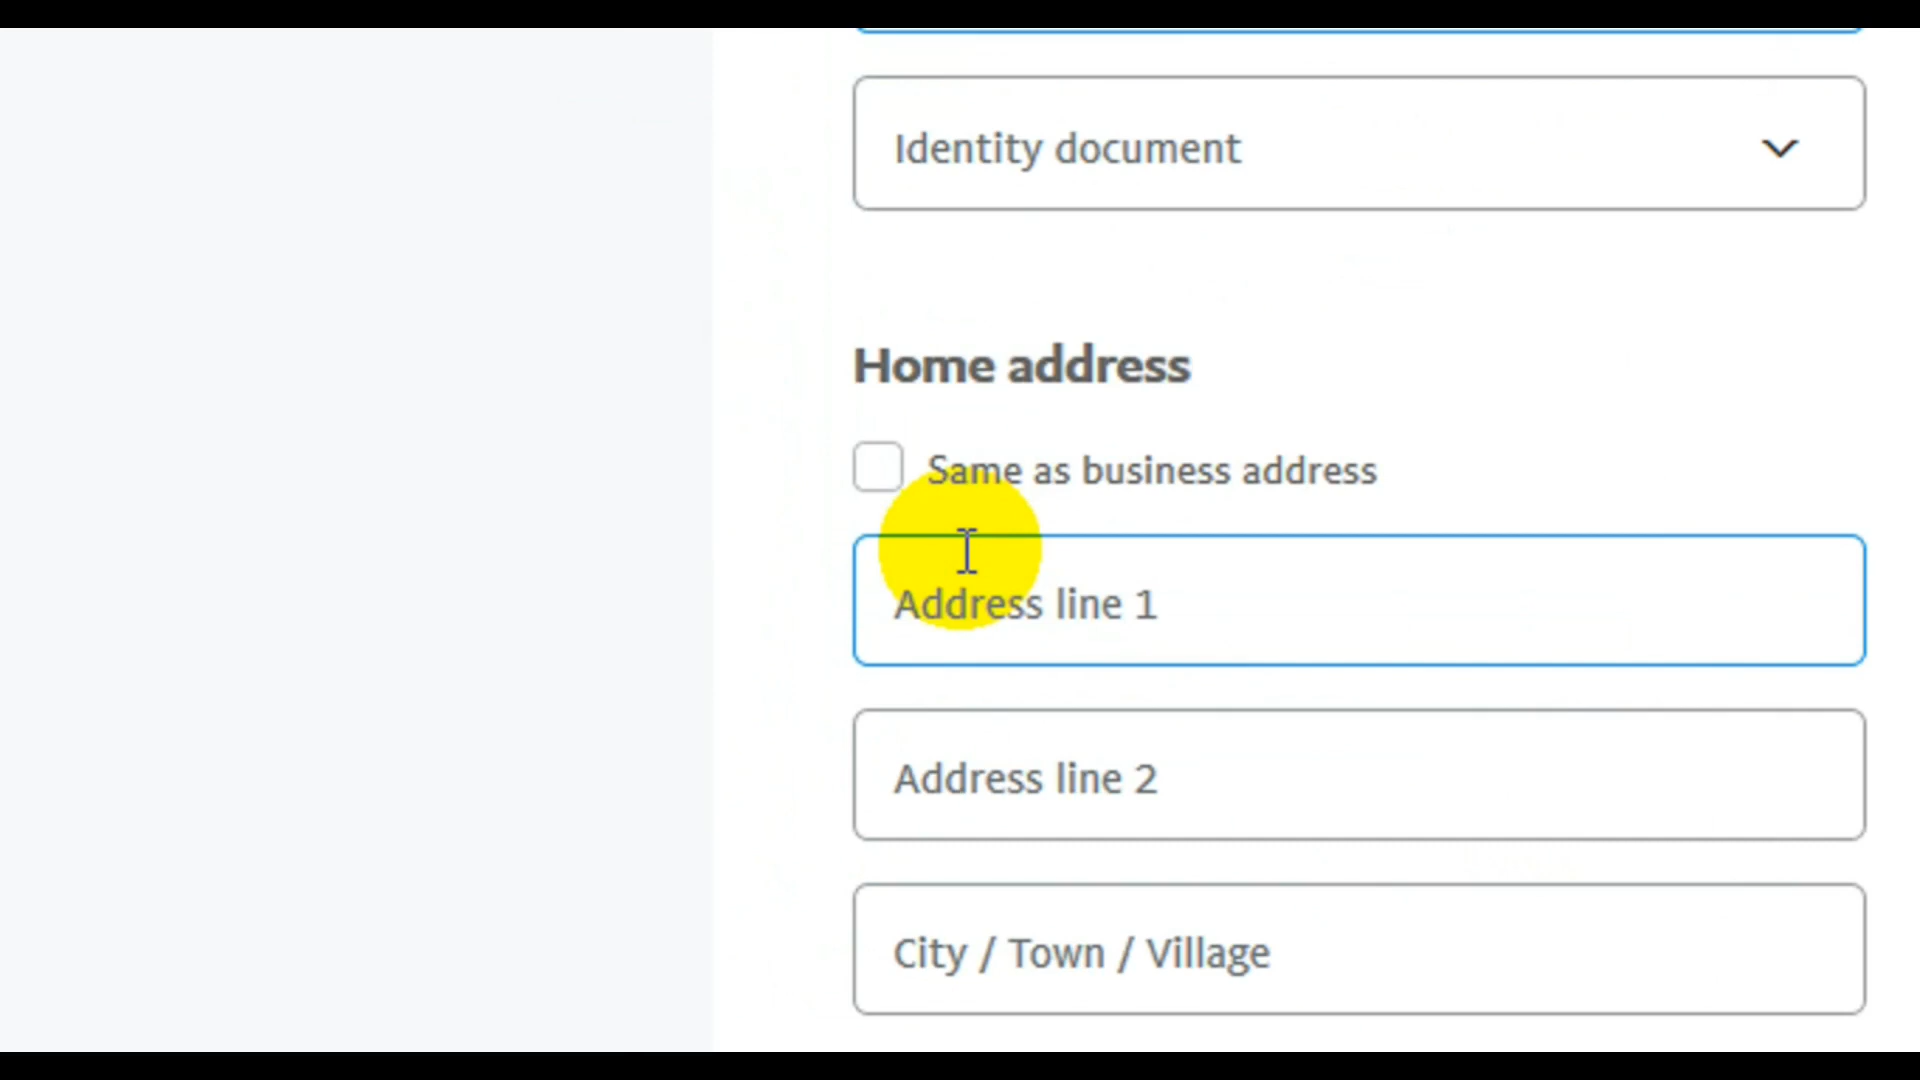 Identity document
Home address
Same as business address
Address line 1
Address line 2
City / Town / Village